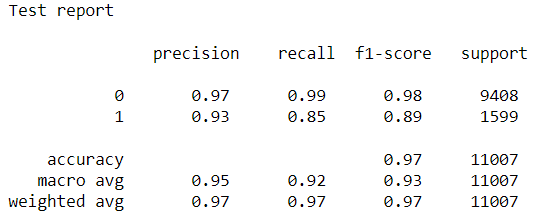 Test report
precision recall f1-score support
0 0.97 0.99 0.98 9408
1 0.93 0.85 0.89 1599
accuracy 0.97 11007
macro avg 0.95 0.92 0.93 11007
weighted avg 0.97 0.97 0.97 11007